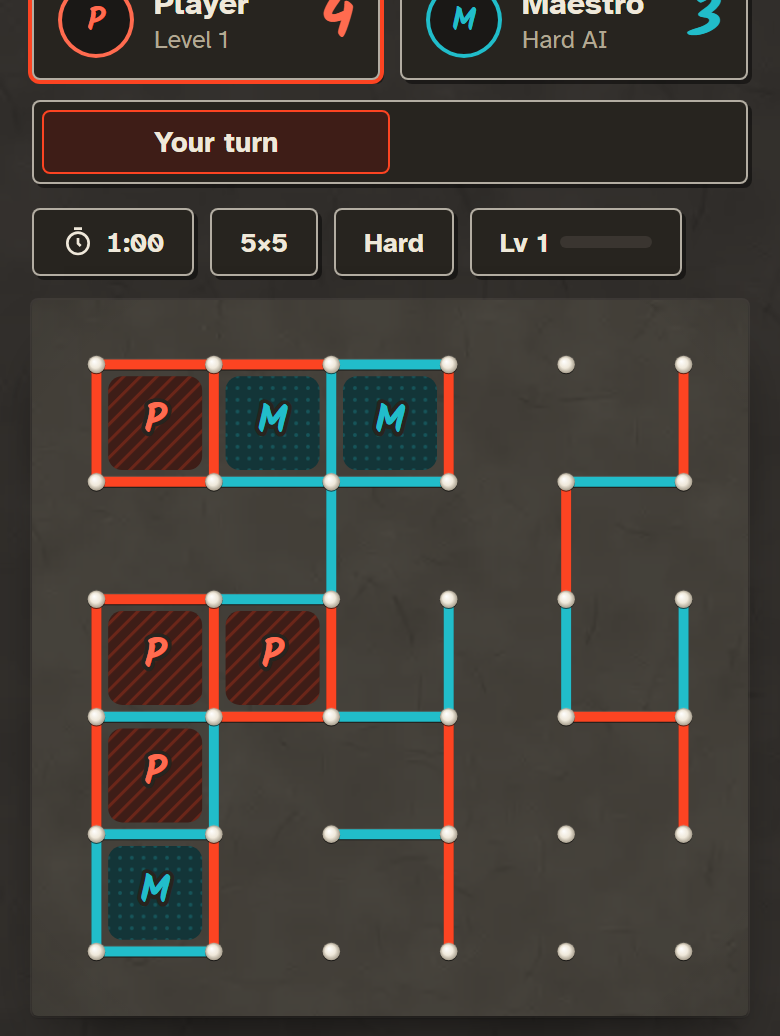 P Player 4 M Maestro 3
Level 1 Hard AI
Your turn
1:00 5×5 Hard Lv 1
P M M
P P
P
M